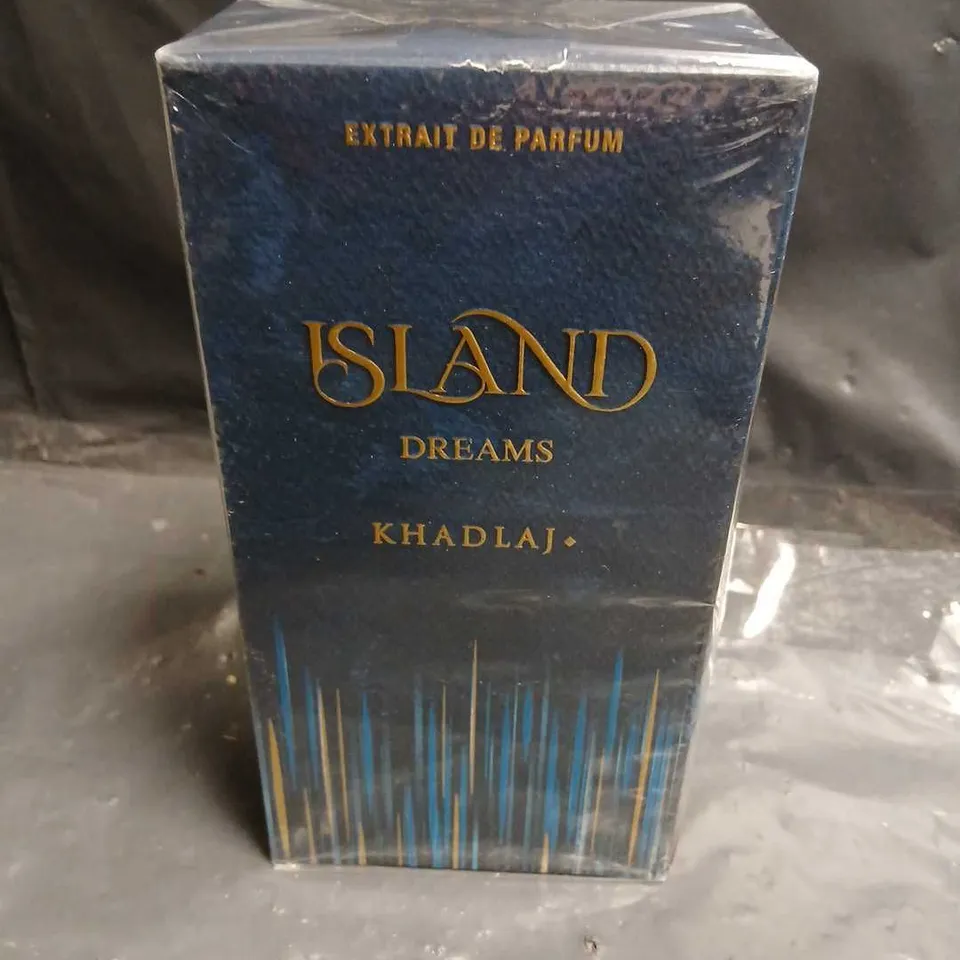 EXTRAIT DE PARFUM
ISLAND
DREAMS
KHADLAJ